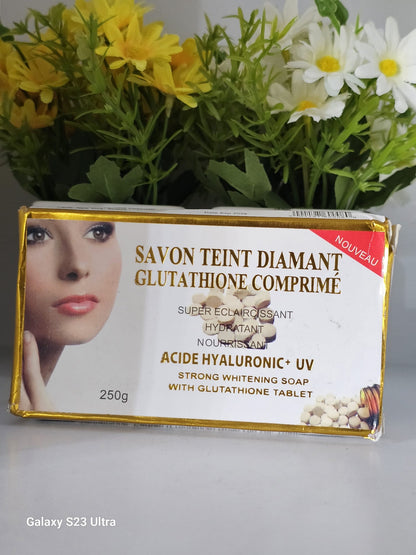 NOUVEAU
SAVON TEINT DIAMANT
GLUTATHIONE COMPRIMÉ
SUPER ECLAIRCISSANT
HYDRATANT
NOURRISSANT
ACIDE HYALURONIC+ UV
STRONG WHITENING SOAP
WITH GLUTATHIONE TABLET
250g
Galaxy S23 Ultra